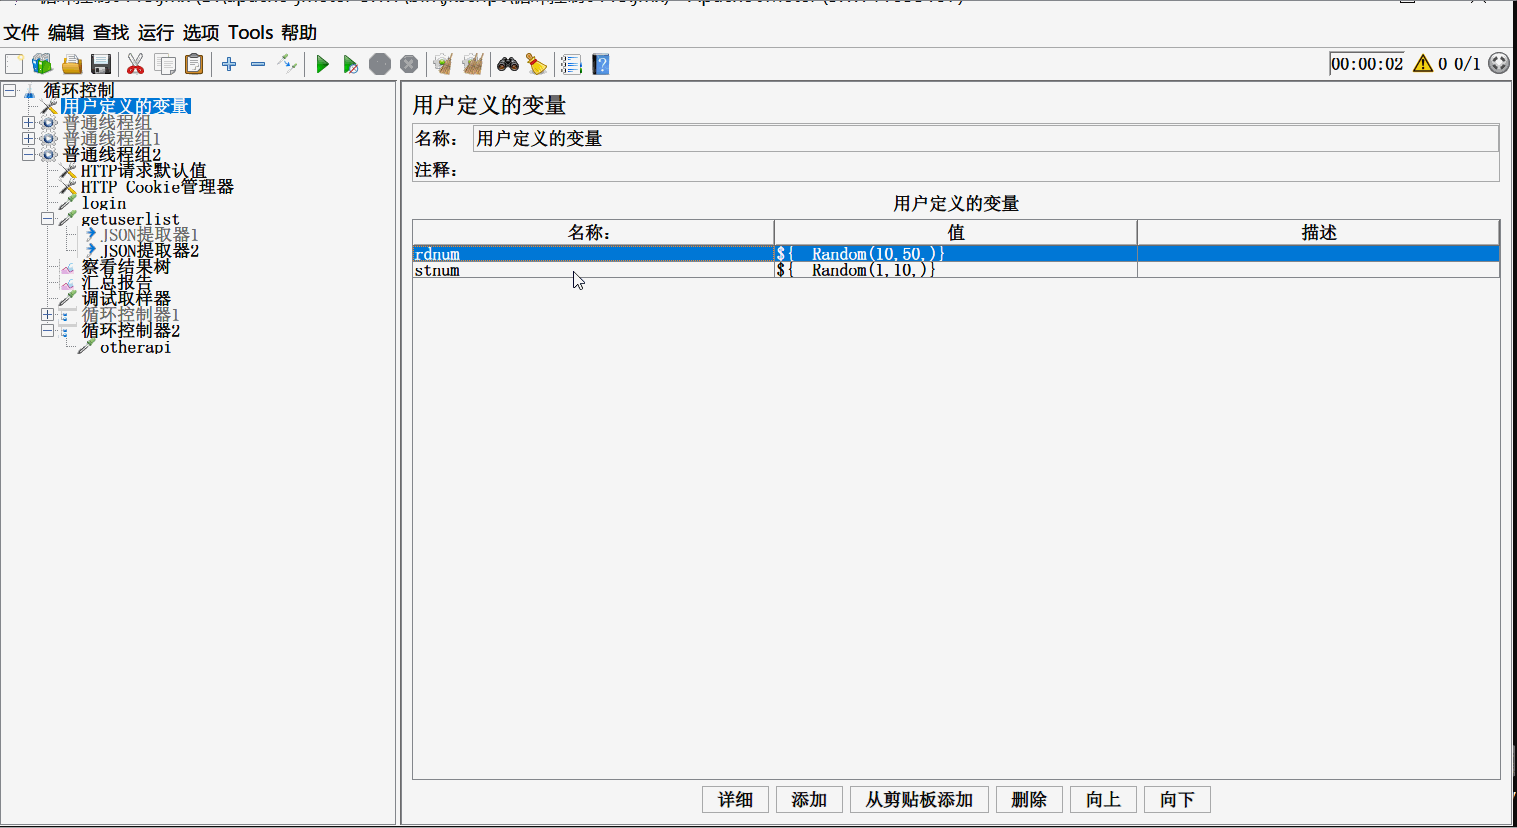 文件 编辑 查找 运行 选项 Tools 帮助
00:00:02 0 0/1
循环控制
用户定义的变量
普通线程组
普通线程组1
普通线程组2
HTTP请求默认值
HTTP Cookie管理器
login
getuserlist
JSON提取器1
JSON提取器2
察看结果树
汇总报告
调试取样器
循环控制器1
循环控制器2
otherapi
用户定义的变量
名称： 用户定义的变量
注释：
用户定义的变量
名称： 值 描述
rdnum ${__Random(10,50,)}
stnum ${__Random(1,10,)}
详细 添加 从剪贴板添加 删除 向上 向下